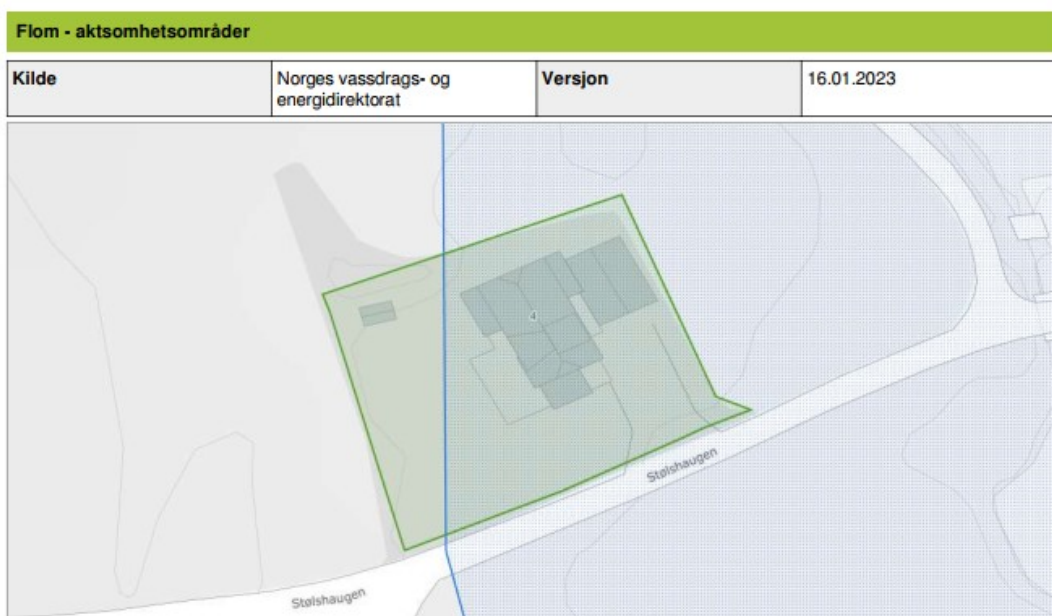 Flom - aktsomhetsområder
Kilde
Norges vassdrags- og
energidirektorat
Versjon
16.01.2023
4
Stølshaugen
Stølshaugen